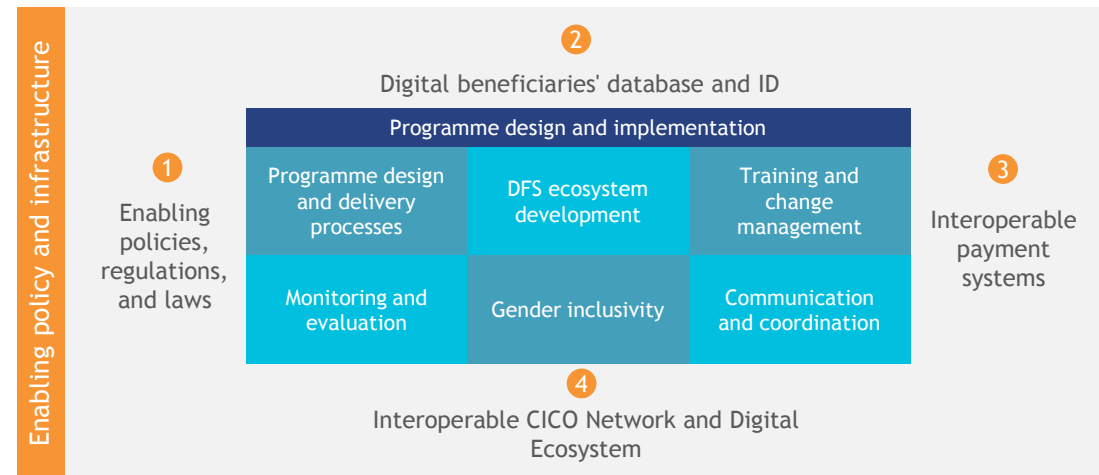 Enabling policy and infrastructure
2
Digital beneficiaries' database and ID
Programme design and implementation
1
Enabling
policies,
regulations,
and laws
Programme design
and delivery
processes
DFS ecosystem
development
Training and
change
management
Monitoring and
evaluation
Gender inclusivity
Communication
and coordination
3
Interoperable
payment
systems
4
Interoperable CICO Network and Digital
Ecosystem